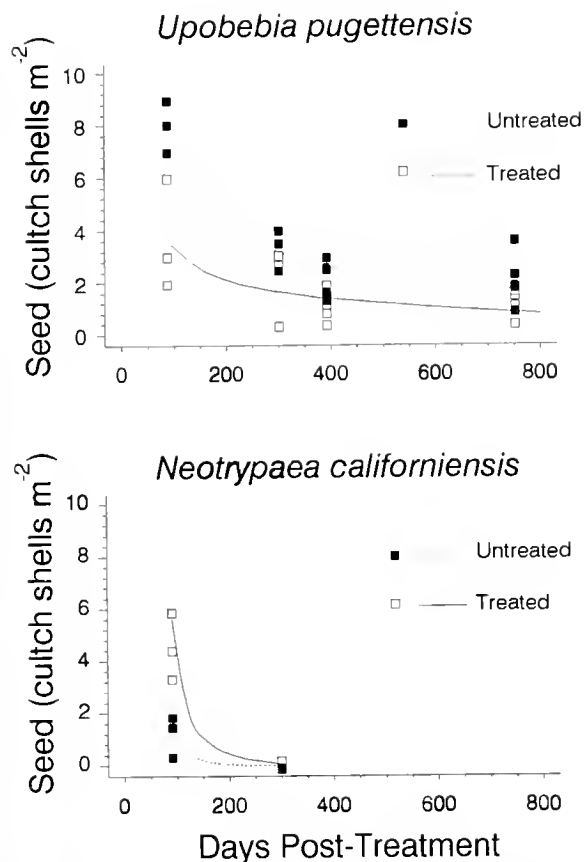 Upobebia pugettensis
Seed (cultch shells m-2)
10
8
6
4
2
0
Untreated
Treated
0 200 400 600 800
Neotrypaea californiensis
Seed (cultch shells m-2)
10
8
6
4
2
0
Untreated
Treated
0 200 400 600 800
Days Post-Treatment